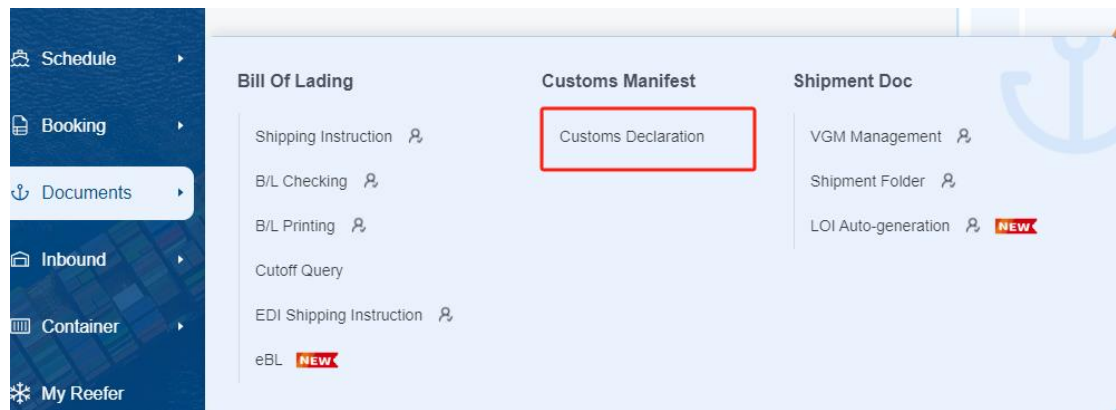 Schedule
Booking
Documents
Inbound
Container
My Reefer
Bill Of Lading
Shipping Instruction
B/L Checking
B/L Printing
Cutoff Query
EDI Shipping Instruction
eBL NEW
Customs Manifest
Customs Declaration
Shipment Doc
VGM Management
Shipment Folder
LOI Auto-generation NEW